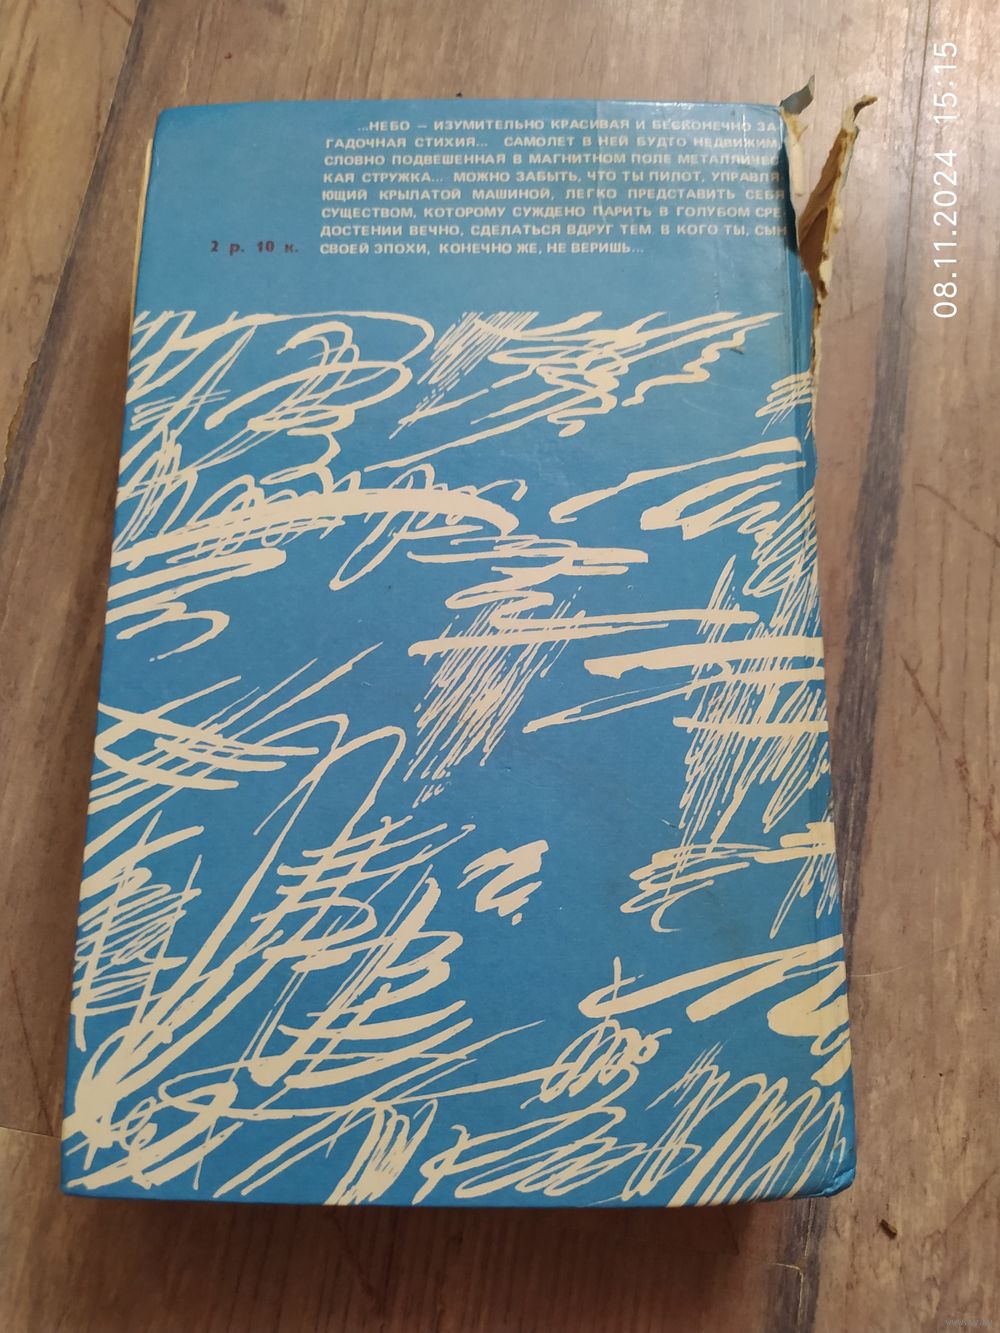 ...НЕБО — ИЗУМИТЕЛЬНО КРАСИВАЯ И БЕСКОНЕЧНО ЗА-
ГАДОЧНАЯ СТИХИЯ... САМОЛЕТ В НЕЙ БУДТО НЕДВИЖИМ,
СЛОВНО ПОДВЕШЕННАЯ В МАГНИТНОМ ПОЛЕ МЕТАЛЛИЧЕС-
КАЯ СТРУЖКА... МОЖНО ЗАБЫТЬ, ЧТО ТЫ ПИЛОТ, УПРАВЛЯ-
ЮЩИЙ КРЫЛАТОЙ МАШИНОЙ, ЛЕГКО ПРЕДСТАВИТЬ СЕБЯ
СУЩЕСТВОМ, КОТОРОМУ СУЖДЕНО ПАРИТЬ В ГОЛУБОМ СРЕ-
ДОСТЕНИИ ВЕЧНО, СДЕЛАТЬСЯ ВДРУГ ТЕМ В КОГО ТЫ, СЫН
СВОЕЙ ЭПОХИ, КОНЕЧНО ЖЕ, НЕ ВЕРИШЬ...
2 р. 10 к.
08.11.2024 15:15